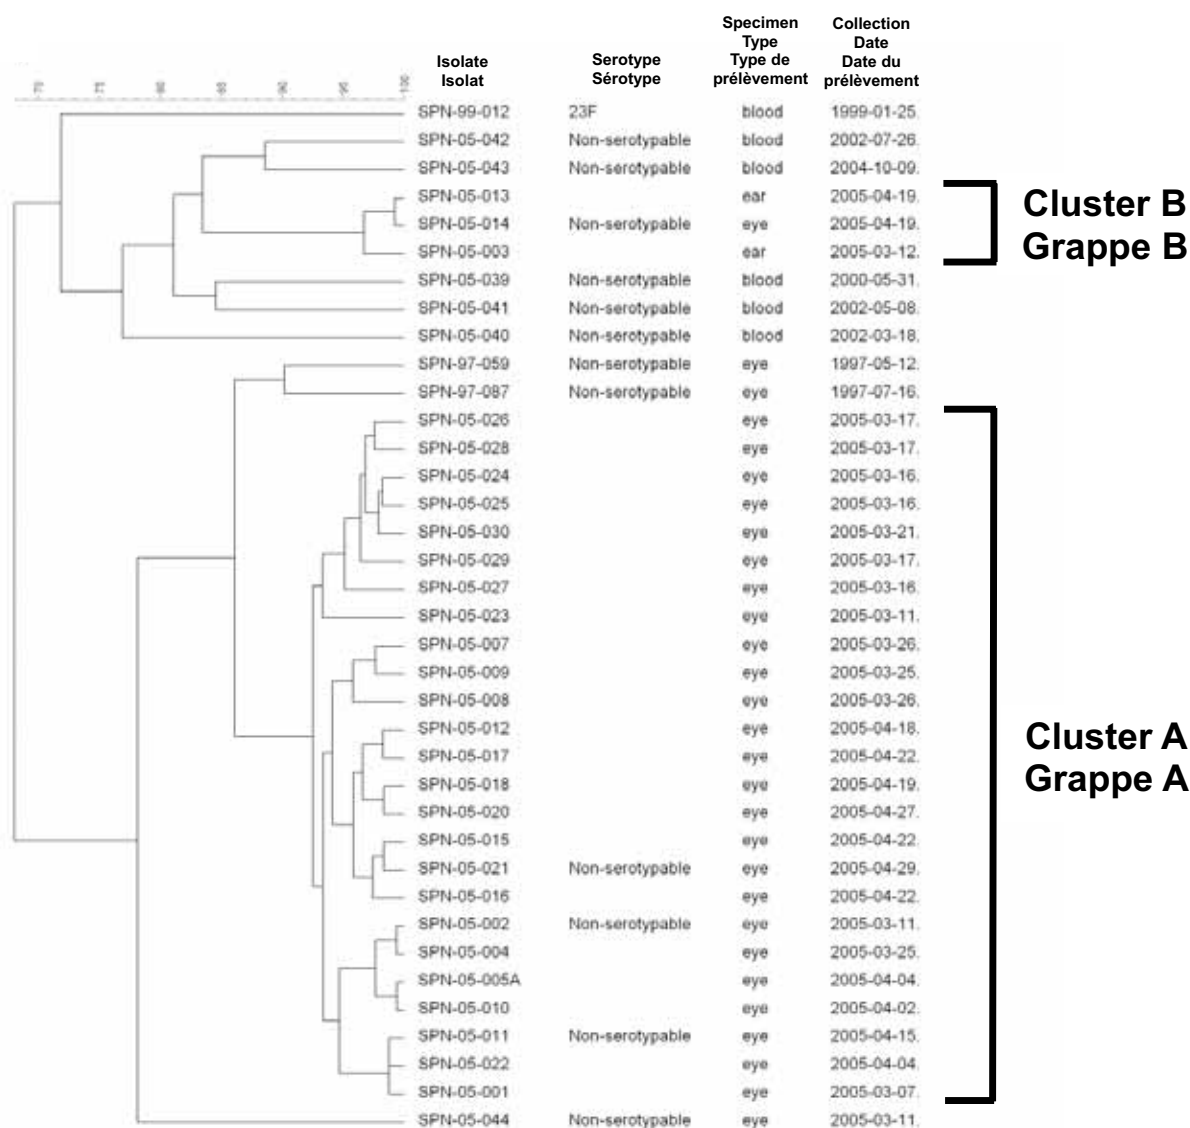 Specimen
Type
Type de
prélèvement
Collection
Date
Date du
prélèvement
Isolate
Isolat
Serotype
Sérotype
70 75 80 85 90 95 100
SPN-99-012 23F blood 1999-01-25.
SPN-05-042 Non-serotypable blood 2002-07-26.
SPN-05-043 Non-serotypable blood 2004-10-09.
SPN-05-013 ear 2005-04-19.
SPN-05-014 Non-serotypable eye 2005-04-19.
SPN-05-003 ear 2005-03-12.
Cluster B
Grappe B
SPN-05-039 Non-serotypable blood 2000-05-31.
SPN-05-041 Non-serotypable blood 2002-05-08.
SPN-05-040 Non-serotypable blood 2002-03-18.
SPN-97-059 Non-serotypable eye 1997-05-12.
SPN-97-087 Non-serotypable eye 1997-07-16.
SPN-05-026 eye 2005-03-17.
SPN-05-028 eye 2005-03-17.
SPN-05-024 eye 2005-03-16.
SPN-05-025 eye 2005-03-16.
SPN-05-030 eye 2005-03-21.
SPN-05-029 eye 2005-03-17.
SPN-05-027 eye 2005-03-16.
SPN-05-023 eye 2005-03-11.
SPN-05-007 eye 2005-03-26.
SPN-05-009 eye 2005-03-25.
SPN-05-008 eye 2005-03-26.
SPN-05-012 eye 2005-04-18.
SPN-05-017 eye 2005-04-22.
SPN-05-018 eye 2005-04-19.
SPN-05-020 eye 2005-04-27.
Cluster A
Grappe A
SPN-05-015 eye 2005-04-22.
SPN-05-021 Non-serotypable eye 2005-04-29.
SPN-05-016 eye 2005-04-22.
SPN-05-002 Non-serotypable eye 2005-03-11.
SPN-05-004 eye 2005-03-25.
SPN-05-005A eye 2005-04-04.
SPN-05-010 eye 2005-04-02.
SPN-05-011 Non-serotypable eye 2005-04-15.
SPN-05-022 eye 2005-04-04.
SPN-05-001 eye 2005-03-07.
SPN-05-044 Non-serotypable eye 2005-03-11.